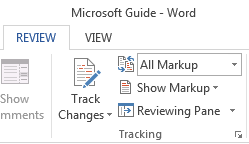 Microsoft Guide - Word
REVIEW VIEW
Show
mments
Track
Changes
All Markup
Show Markup
Reviewing Pane
Tracking